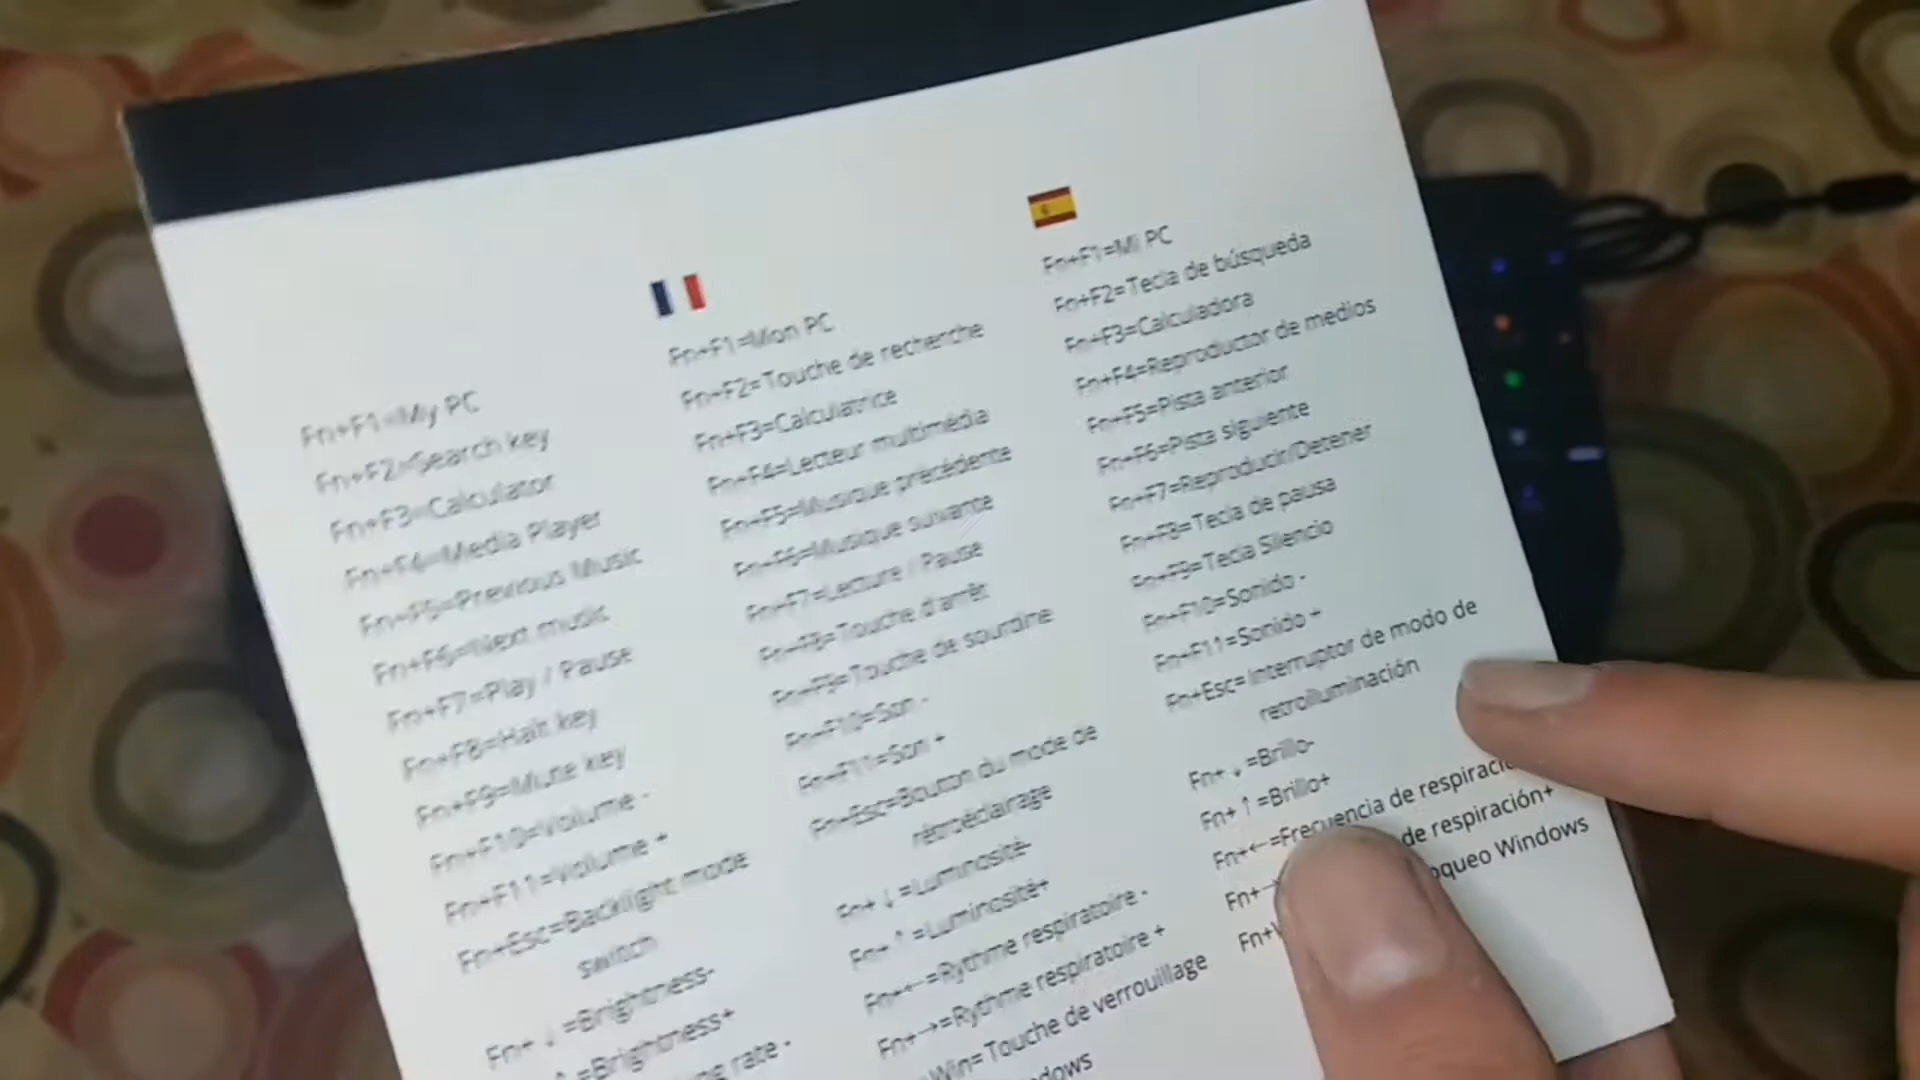 Fn+F1=My PC
Fn+F2=Search key
Fn+F3=Calculator
Fn+F4=Media Player
Fn+F5=Previous Music
Fn+F6=Next music
Fn+F7=Play / Pause
Fn+F8=Halt key
Fn+F9=Mute key
Fn+F10=Volume -
Fn+F11=Volume +
Fn+Esc=Backlight mode
switch
Fn+ ↓ =Brightness-
↑ =Brightness+
rate -
Fn+F1=Mon PC
Fn+F2=Touche de recherche
Fn+F3=Calculatrice
Fn+F4=Lecteur multimédia
Fn+F5=Musique précédente
Fn+F6=Musique suivante
Fn+F7=Lecture / Pause
Fn+F8=Touche d'arrêt
Fn+F9=Touche de sourdine
Fn+F10=Son -
Fn+F11=Son +
Fn+Esc=Bouton du mode de
rétroéclairage
Fn+ ↓ =Luminosité-
Fn+ ↑ =Luminosité+
Fn+←=Rythme respiratoire -
Fn+→=Rythme respiratoire +
Win= Touche de verrouillage
Fn+F1=Mi PC
Fn+F2=Tecla de búsqueda
Fn+F3=Calculadora
Fn+F4=Reproductor de medios
Fn+F5=Pista anterior
Fn+F6=Pista siguiente
Fn+F7=Reproducir/Detener
Fn+F8=Tecla de pausa
Fn+F9=Tecla Silencio
Fn+F10=Sonido -
Fn+F11=Sonido +
Fn+Esc= Interruptor de modo de
retroiluminación
Fn+ ↓ =Brillo-
Fn+ ↑ =Brillo+
Fn+←=Frecuencia de
Fn+→ de respiración+
Windows